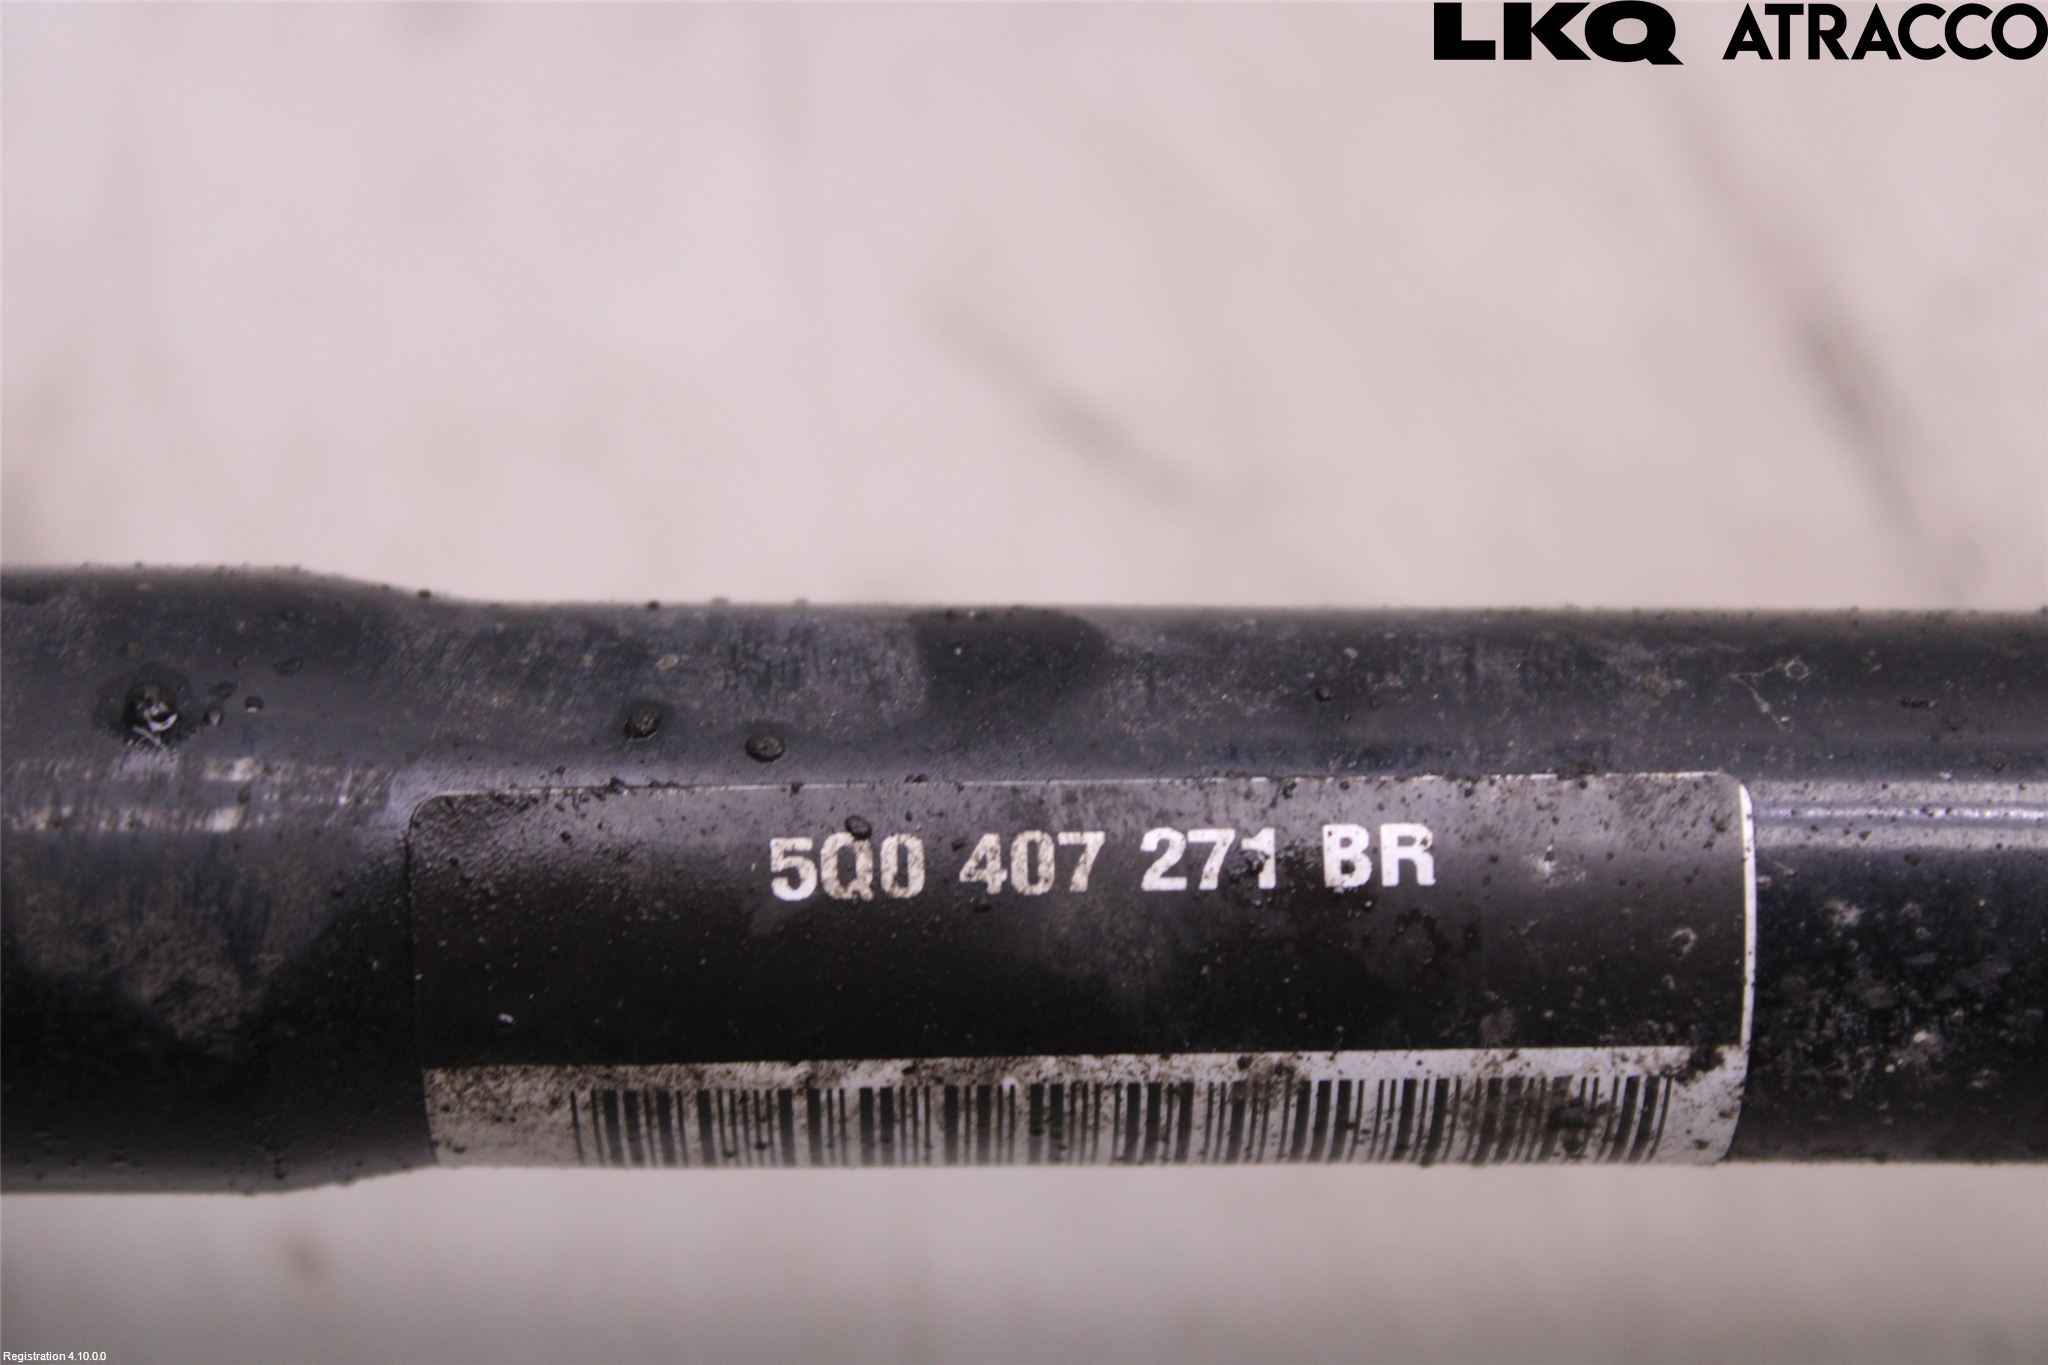 LKQ ATRACCO
5Q0 407 271 BR
Registration 4.10.0.0